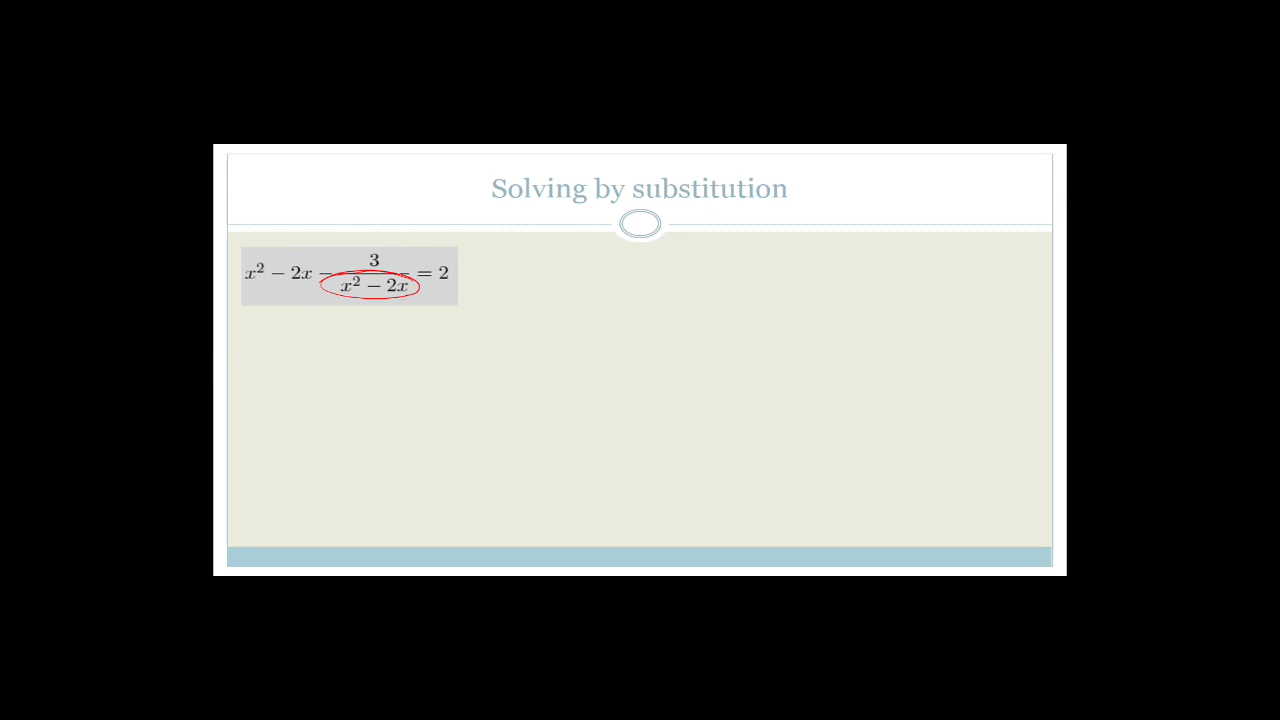 Solving by substitution
x² − 2x − 3/(x² − 2x) = 2